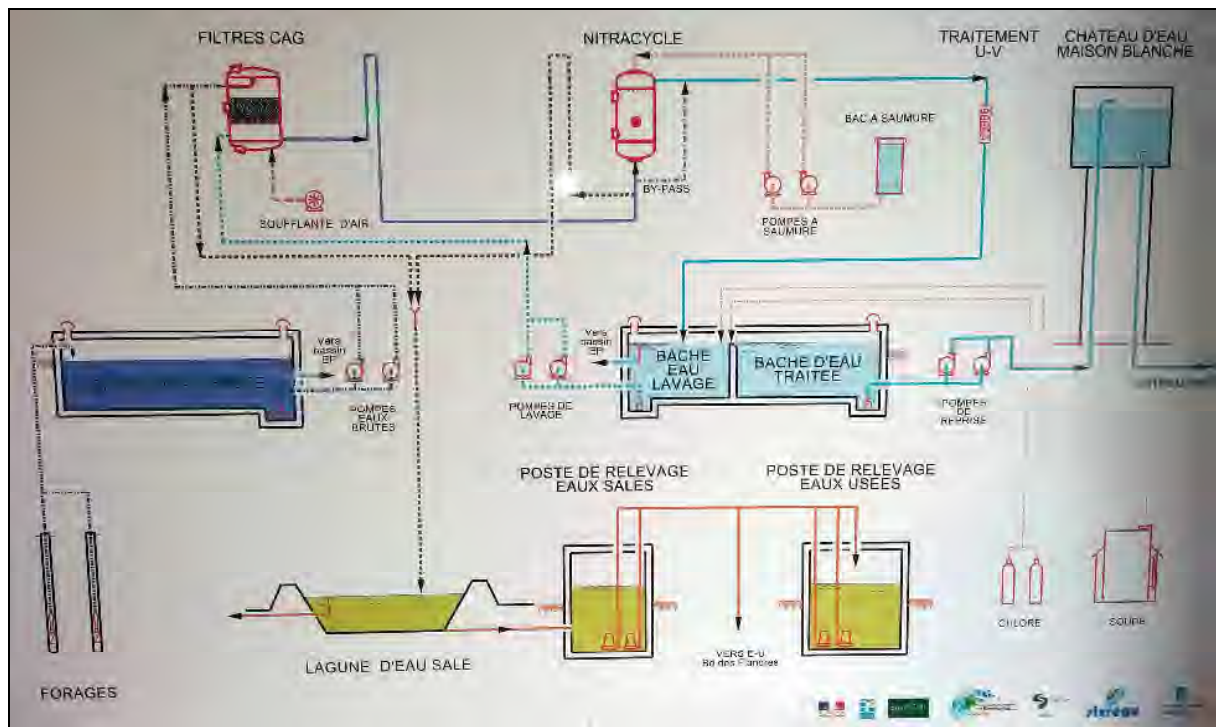 FILTRES CAG
NITRACYCLE
TRAITEMENT
U-V
CHATEAU D'EAU
MAISON BLANCHE
BAC A SAUMURE
BY-PASS
SOUFFLANTE D'AIR
POMPES A
SAUMURE
Vers
bassin
EP
Vers
bassin
EP
BACHE
EAU
LAVAGE
BACHE D'EAU
TRAITEE
POMPES
EAUX
BRUTES
POMPES DE
LAVAGE
POMPES
DE
REPRISE
POSTE DE RELEVAGE
EAUX SALES
POSTE DE RELEVAGE
EAUX USEES
CHLORE
SOUDE
VERS E-U
Bd des Flandres
LAGUNE D'EAU SALE
FORAGES